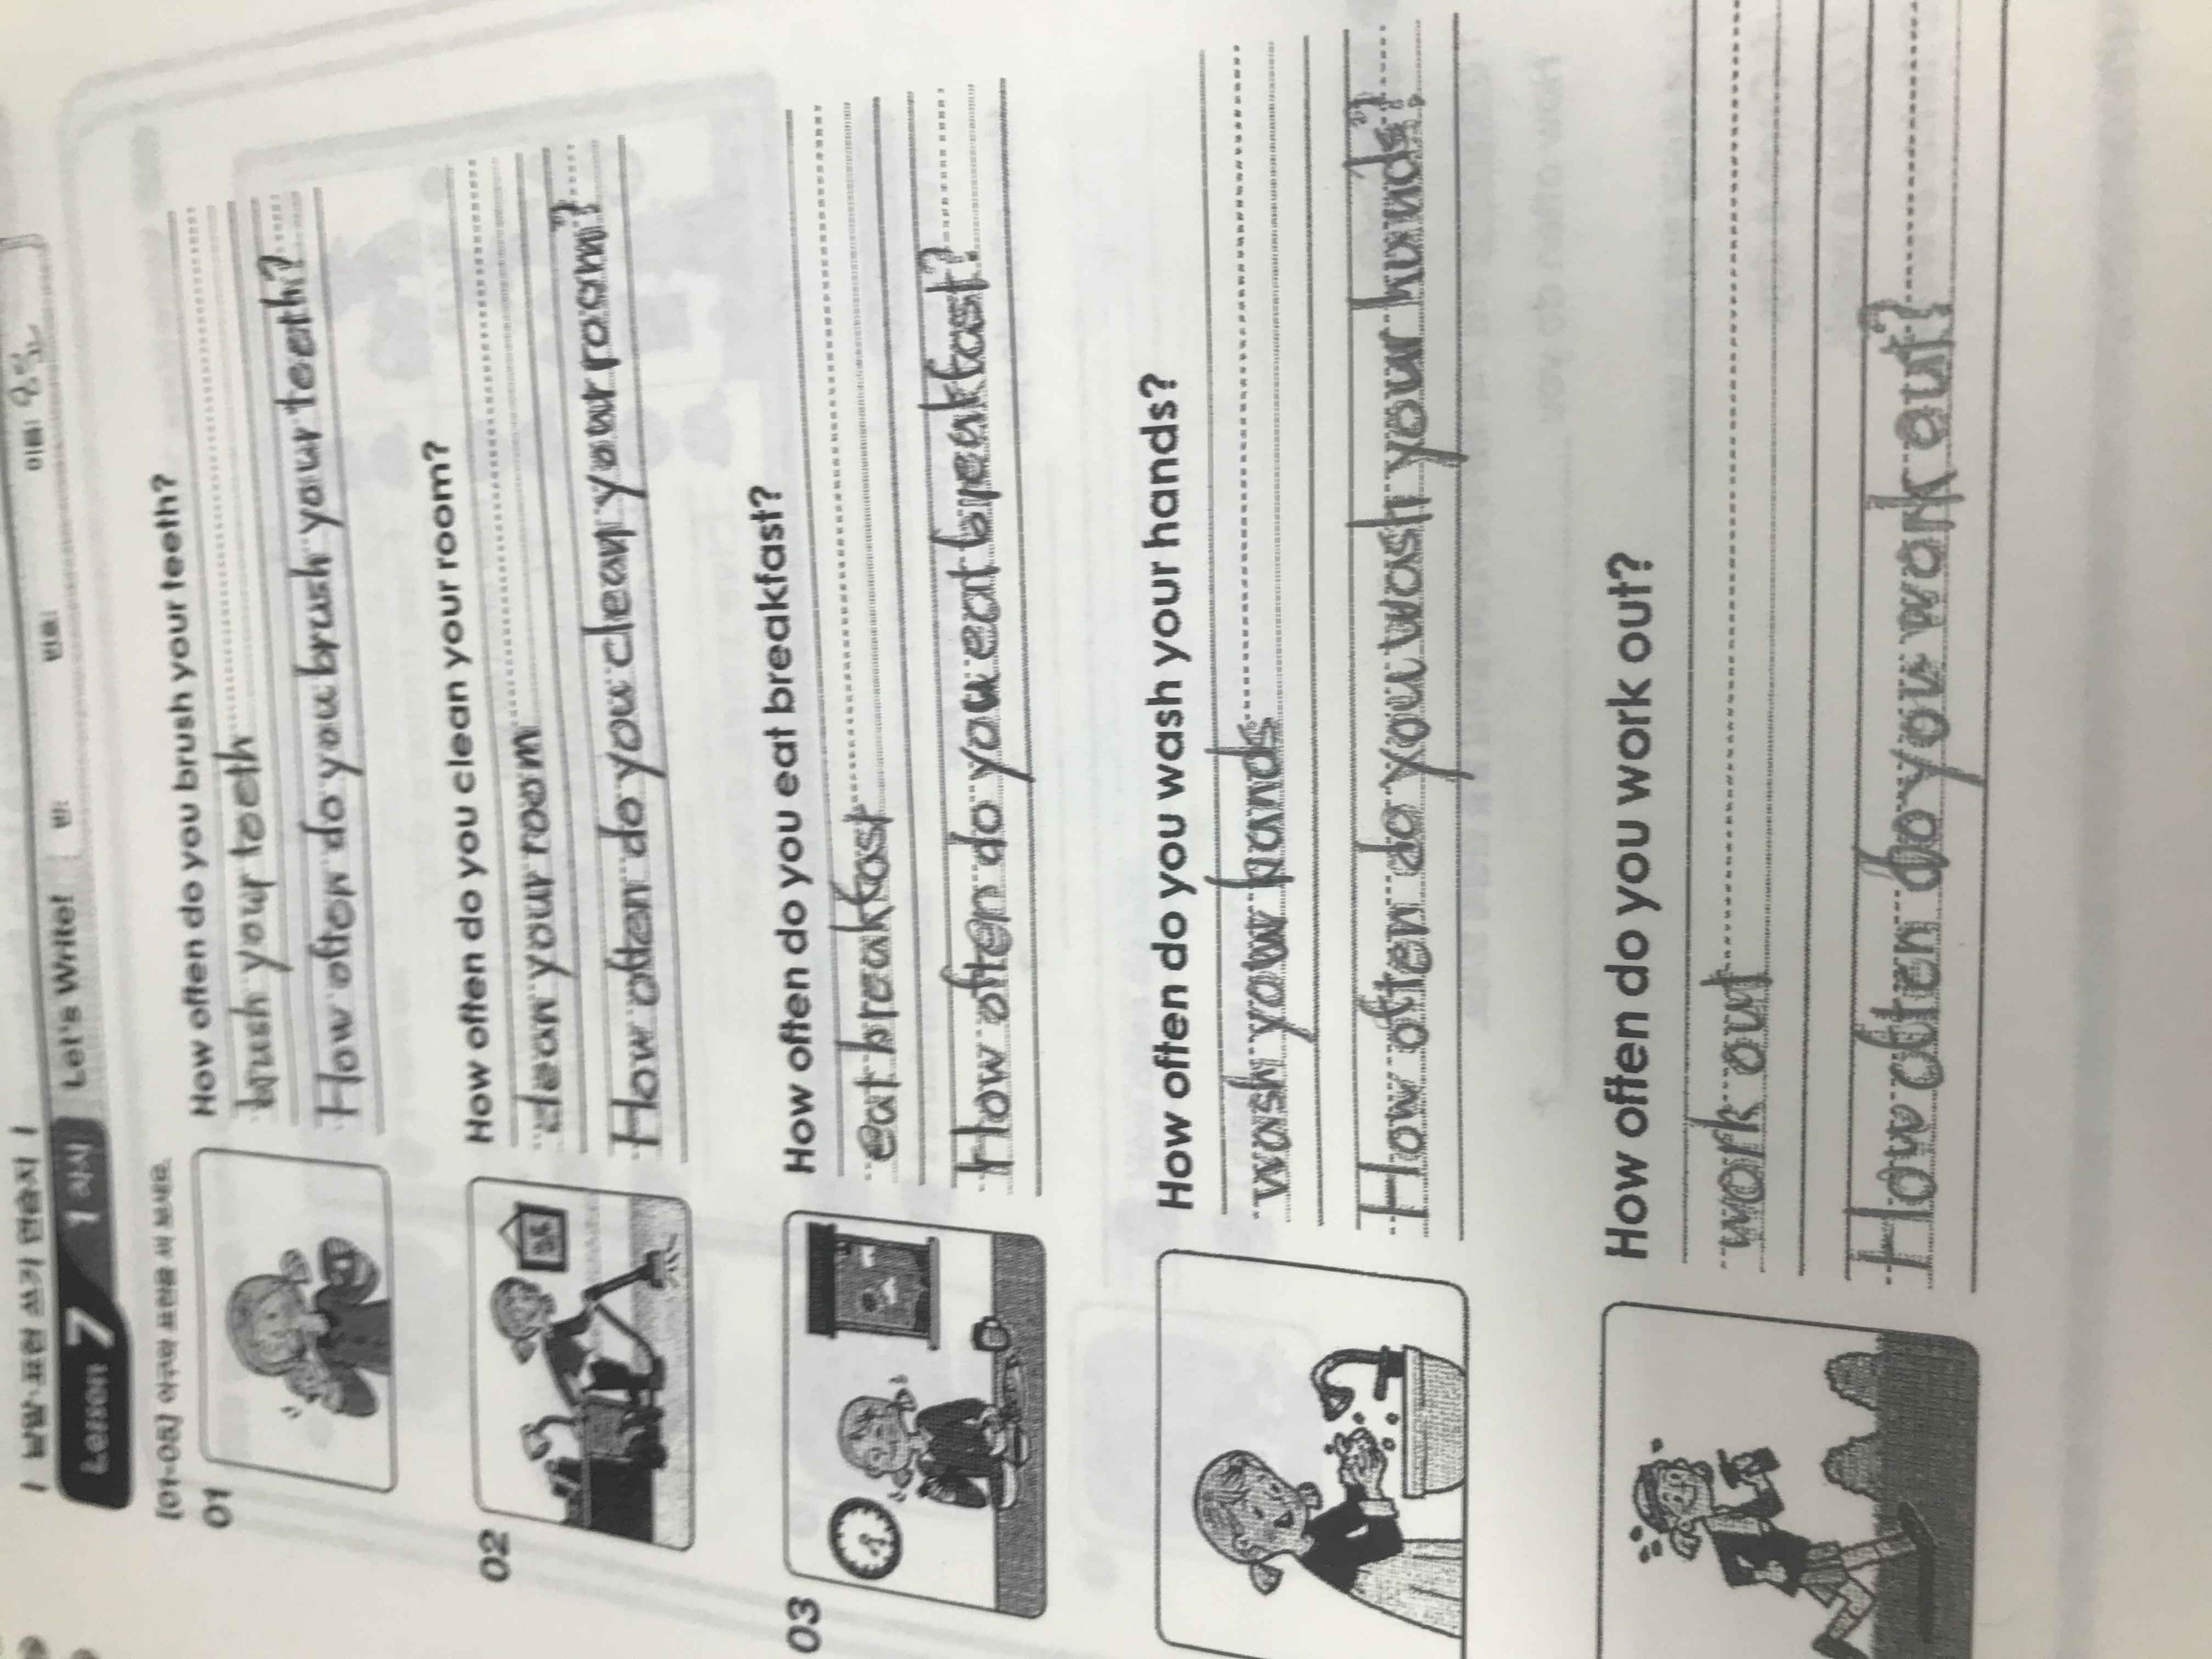 | 낱말·표현 쓰기 연습지 |
Lesson 7 1 차시 Let's Write! 반: 번호: 이름:
[01-05] 어구와 표현을 써 보세요.
01 How often do you brush your teeth?
brush your teeth
How often do you brush your teeth?
02 How often do you clean your room?
clean your room
How often do you clean your room?
03 How often do you eat breakfast?
eat breakfast
How often do you eat breakfast?
How often do you wash your hands?
wash your hands
How often do you wash your hands?
How often do you work out?
work out
How often do you work out?